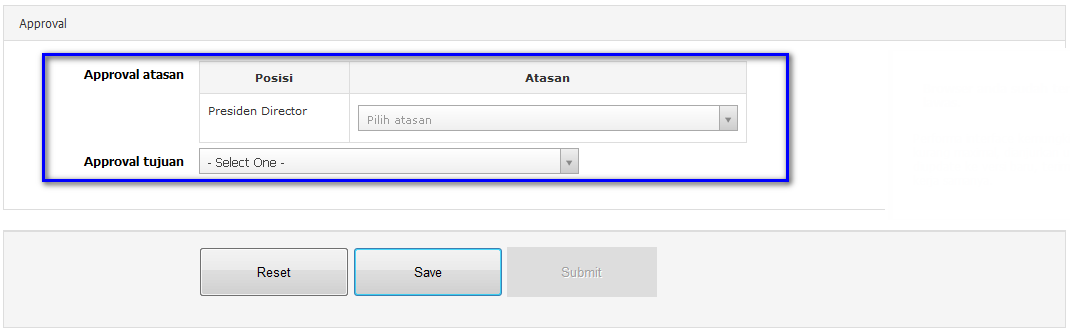 Approval
Approval atasan
Posisi Atasan
Presiden Director Pilih atasan
Approval tujuan - Select One -
Reset Save Submit